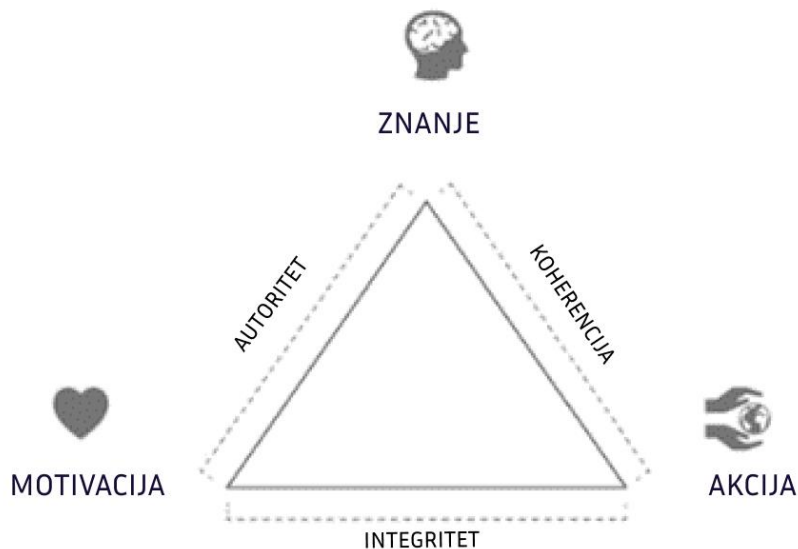 ZNANJE
AUTORITET
KOHERENCIJA
MOTIVACIJA
AKCIJA
INTEGRITET